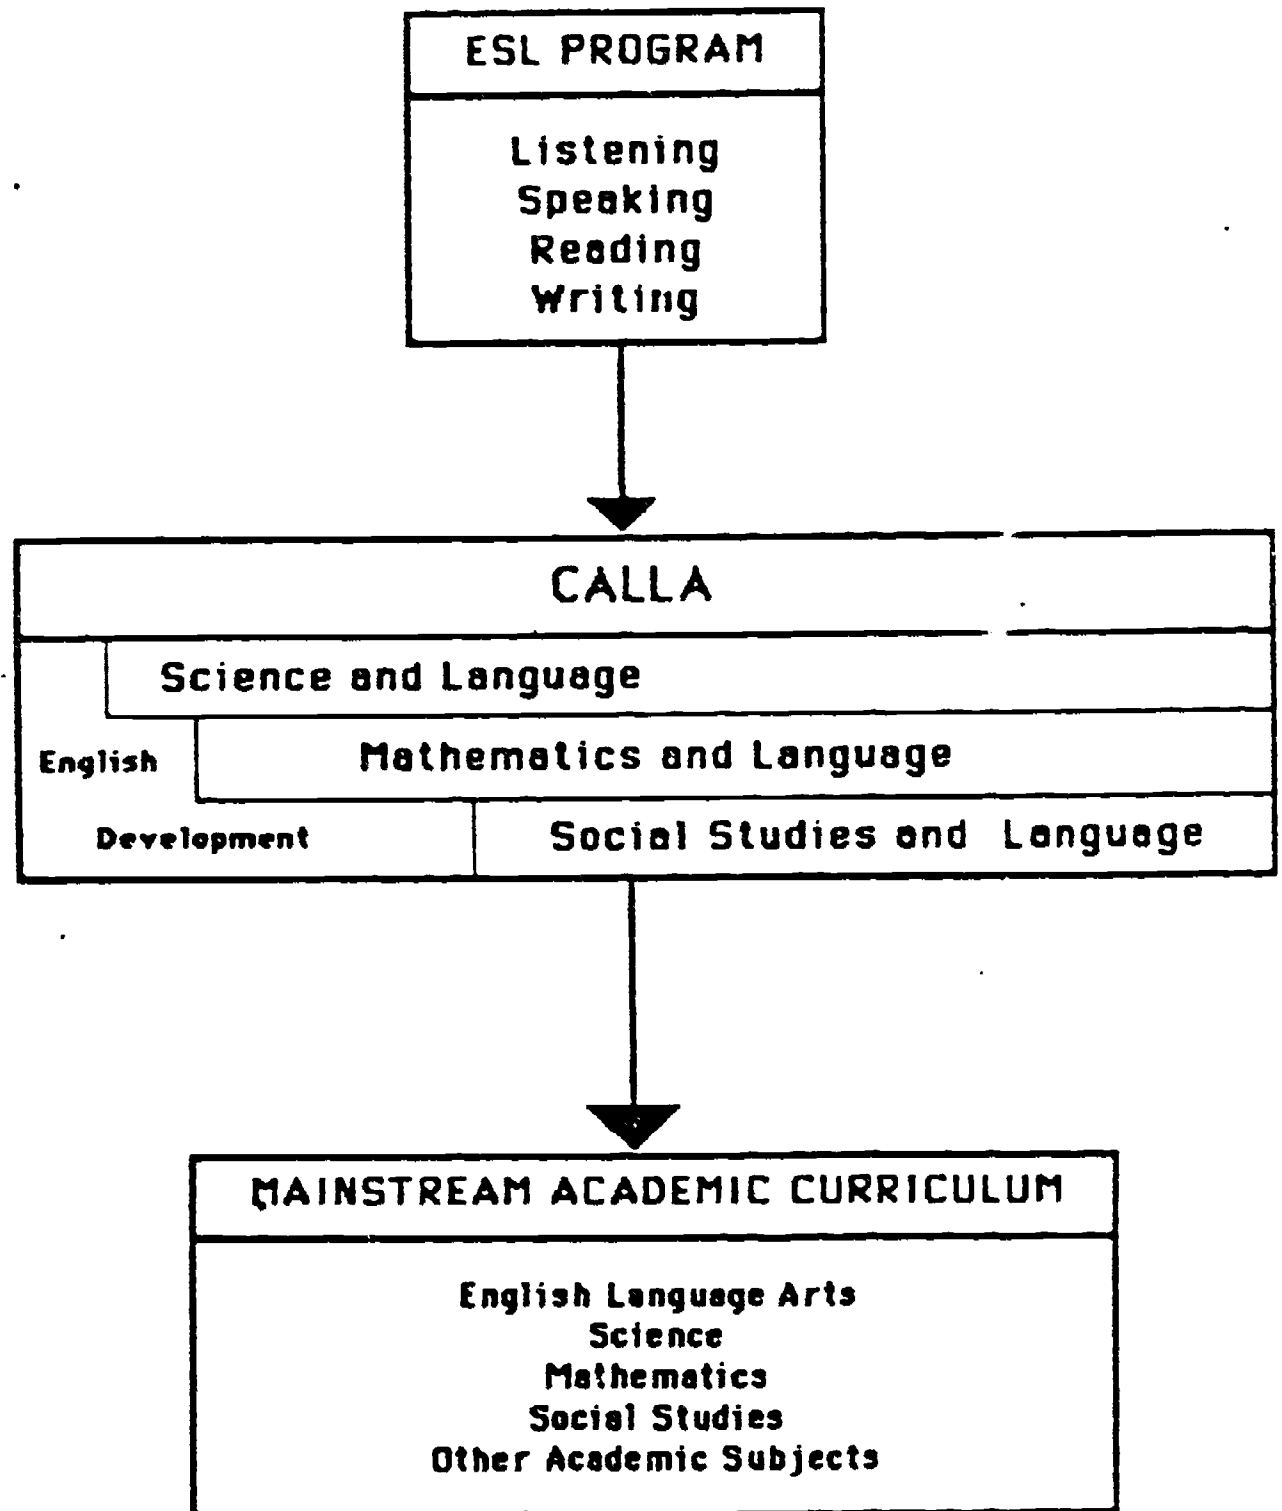 ESL PROGRAM
Listening
Speaking
Reading
Writing
CALLA
Science and Language
English
Mathematics and Language
Development
Social Studies and Language
MAINSTREAM ACADEMIC CURRICULUM
English Language Arts
Science
Mathematics
Social Studies
Other Academic Subjects